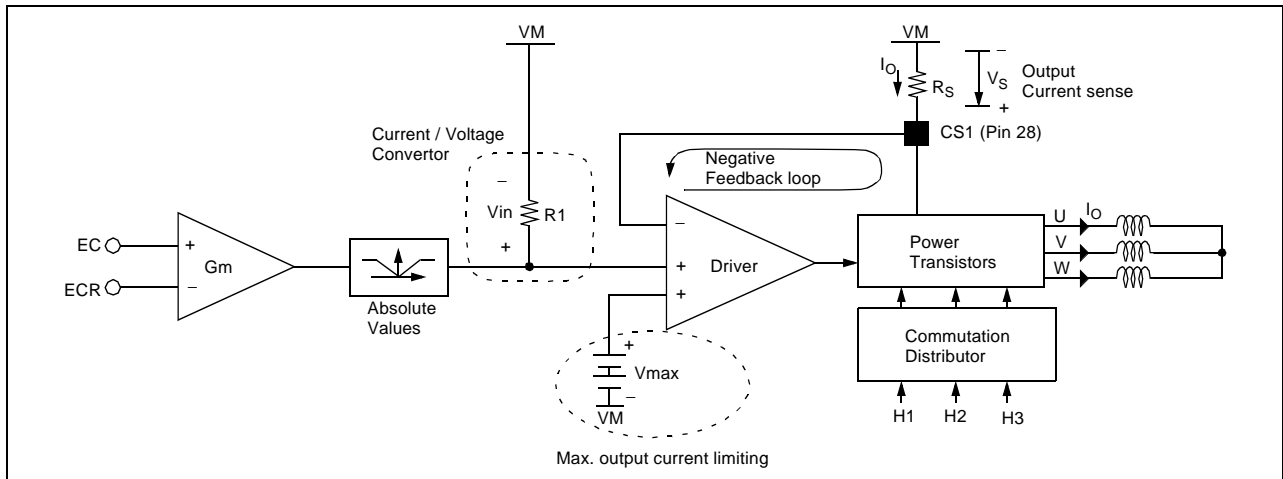 VM
VM
IO
RS
−
VS
+
Output
Current sense
CS1 (Pin 28)
Current / Voltage
Convertor
−
Vin
+
R1
Negative
Feedback loop
EC
ECR
+
−
Gm
Absolute
Values
−
+
+
Driver
Power
Transistors
U
IO
V
W
Commutation
Distributor
+
Vmax
−
VM
H1
H2
H3
Max. output current limiting